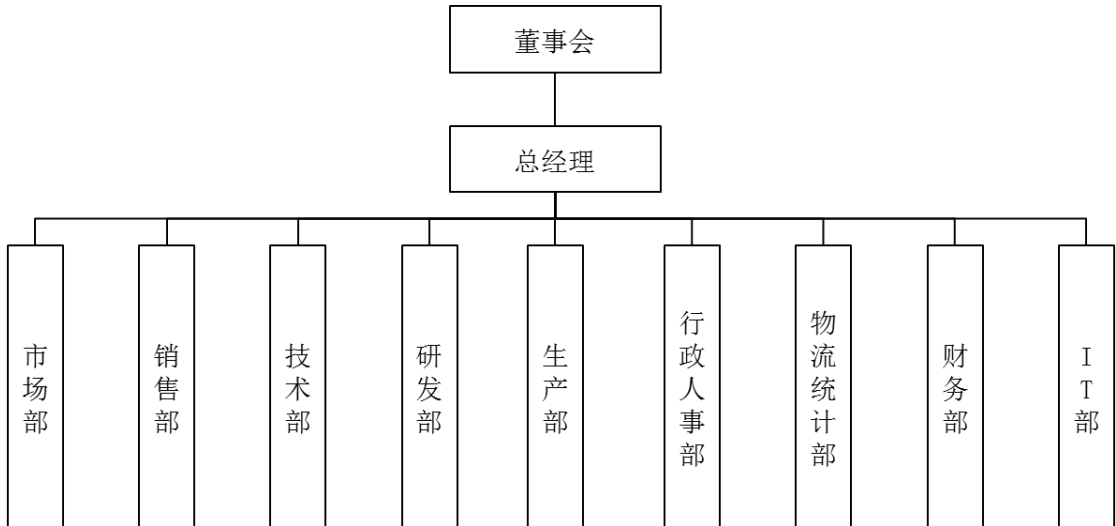 董事会
总经理
市场部
销售部
技术部
研发部
生产部
行政人事部
物流统计部
财务部
IT部